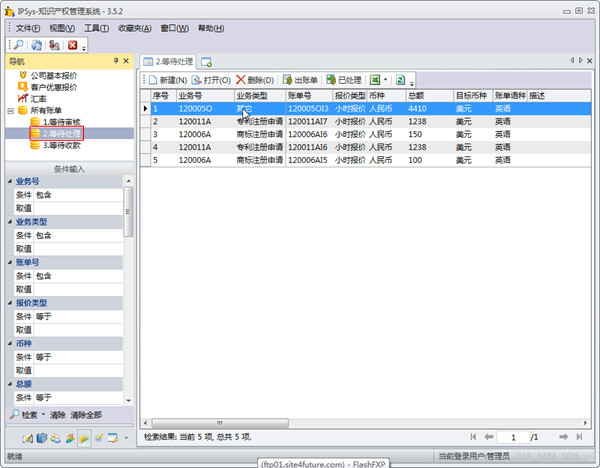 IPSys-知识产权管理系统 - 3.5.2
文件(F) 视图(V) 工具(T) 收藏夹(A) 窗口(W) 帮助(H)
导航
公司基本报价
客户优惠报价
汇率
所有账单
1.等待审核
2.等待处理
3.等待收款
条件输入
业务号
条件 包含
取值
业务类型
条件 包含
取值
账单号
条件 包含
取值
报价类型
条件 等于
取值
币种
条件 等于
取值
总额
条件 等于
检索 清除 清除全部
2.等待处理
新建(N) 打开(O) 删除(D) 出账单 已处理
序号 业务号 业务类型 账单号 报价类型 币种 总额 目标币种 账单语种 描述
1 120005O 其它 120005OI3 小时报价 人民币 4410 美元 英语
2 120011A 专利注册申请 120011AI7 小时报价 人民币 1238 美元 英语
3 120006A 商标注册申请 120006AI6 小时报价 人民币 150 美元 英语
4 120011A 专利注册申请 120011AI6 小时报价 人民币 1238 美元 英语
5 120006A 商标注册申请 120006AI5 小时报价 人民币 100 美元 英语
检索结果: 当前 5 项, 总共 5 项.
1 /1
就绪
当前登录用户:管理员 CAP NUM SCRL
(ftp01.site4future.com) - FlashFXP